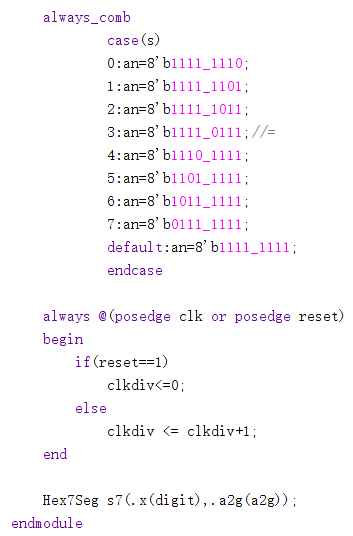 always_comb
case(s)
0:an=8'b1111_1110;
1:an=8'b1111_1101;
2:an=8'b1111_1011;
3:an=8'b1111_0111;//=
4:an=8'b1110_1111;
5:an=8'b1101_1111;
6:an=8'b1011_1111;
7:an=8'b0111_1111;
default:an=8'b1111_1111;
endcase
always @(posedge clk or posedge reset)
begin
if(reset==1)
clkdiv<=0;
else
clkdiv <= clkdiv+1;
end
Hex7Seg s7(.x(digit),.a2g(a2g));
endmodule